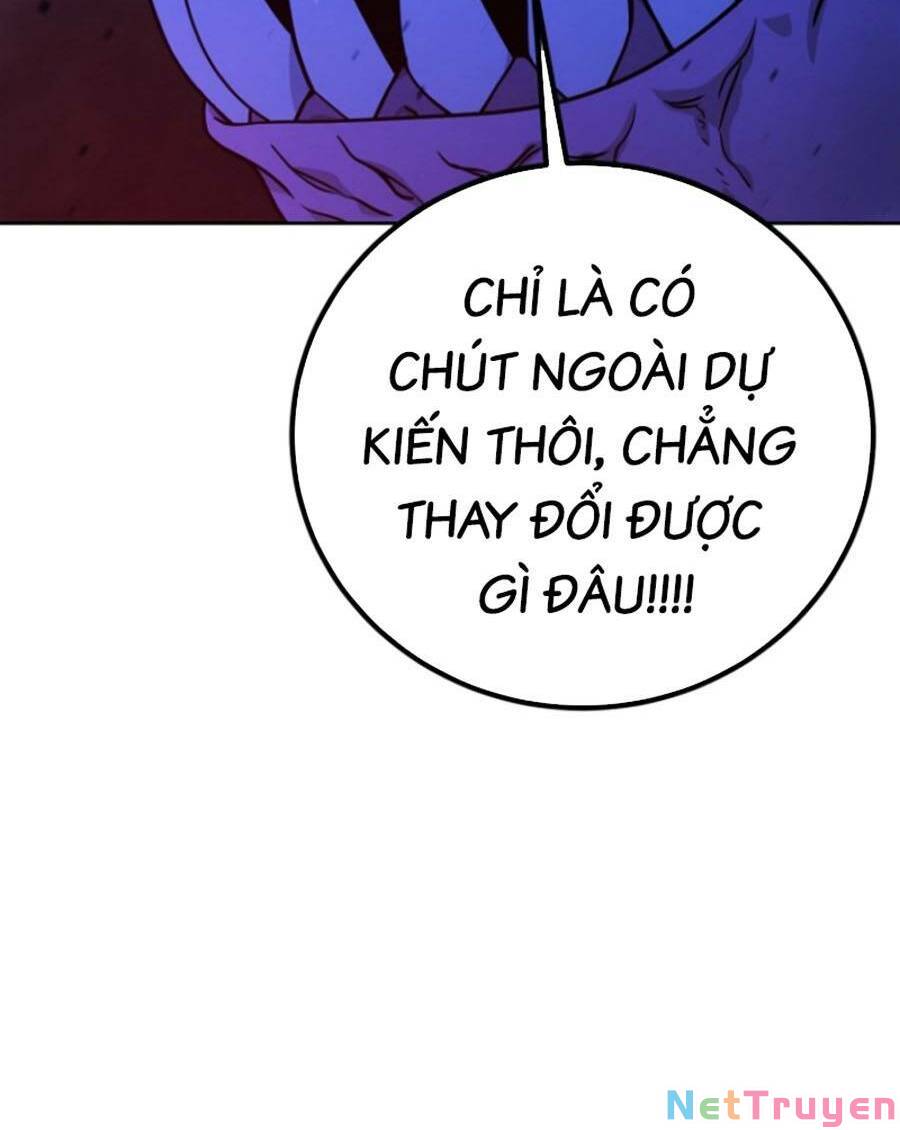 CHỈ LÀ CÓ
CHÚT NGOÀI DỰ
KIẾN THÔI, CHẲNG
THAY ĐỔI ĐƯỢC
GÌ ĐÂU!!!!
NetTruyen